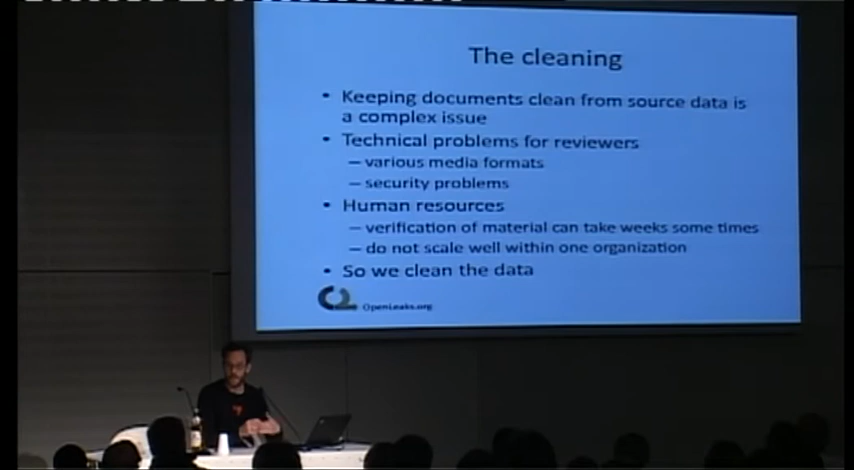 The cleaning
• Keeping documents clean from source data is
a complex issue
• Technical problems for reviewers
– various media formats
– security problems
• Human resources
– verification of material can take weeks some times
– do not scale well within one organization
• So we clean the data
OpenLeaks.org